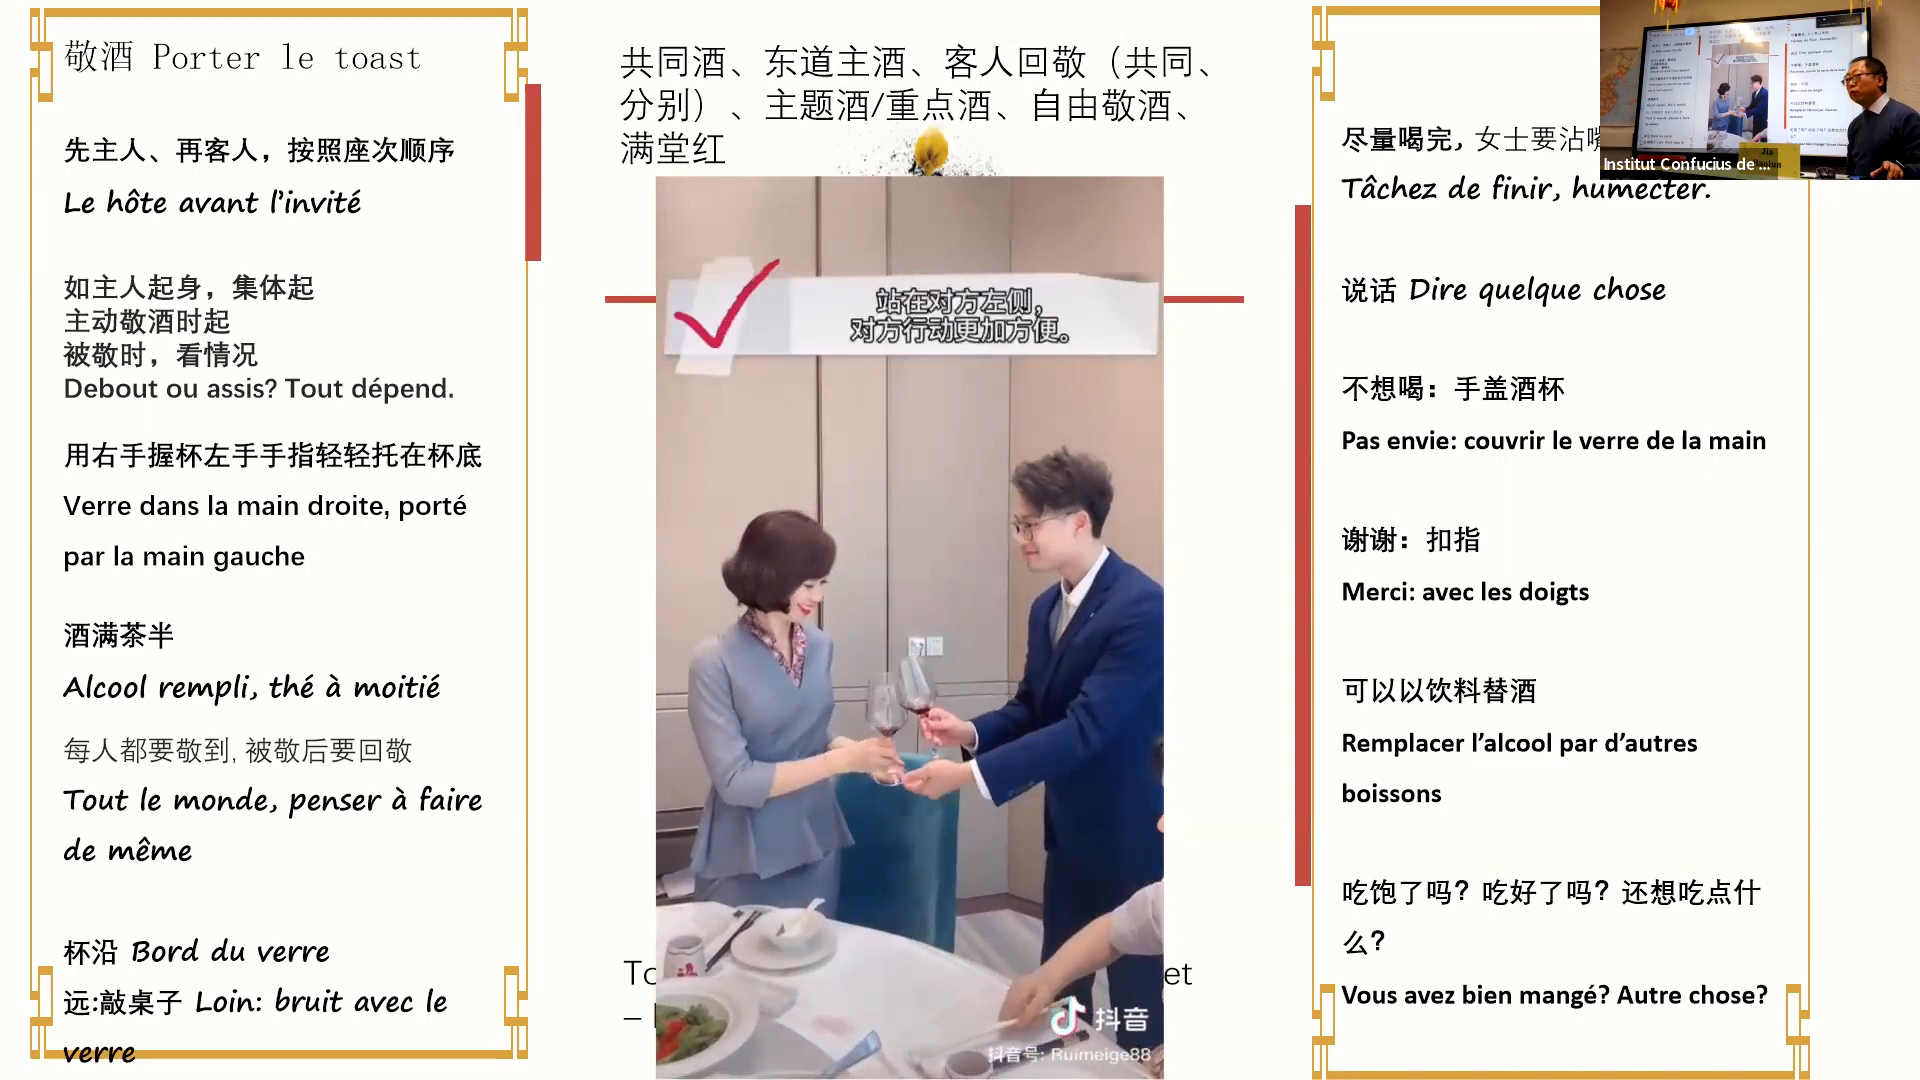 敬酒 Porter le toast
先主人、再客人，按照座次顺序
Le hôte avant l'invité
如主人起身，集体起
主动敬酒时起
被敬时，看情况
Debout ou assis? Tout dépend.
用右手握杯左手手指轻轻托在杯底
Verre dans la main droite, porté
par la main gauche
酒满茶半
Alcool rempli, thé à moitié
每人都要敬到, 被敬后要回敬
Tout le monde, penser à faire
de même
杯沿 Bord du verre
远:敲桌子 Loin: bruit avec le
verre
共同酒、东道主酒、客人回敬（共同、
分别）、主题酒/重点酒、自由敬酒、
满堂红
站在对方左侧，
对方行动更加方便。
et
抖音
抖音号: Ruimeige88
尽量喝完，女士要沾嘴
Tâchez de finir, humecter.
说话 Dire quelque chose
不想喝：手盖酒杯
Pas envie: couvrir le verre de la main
谢谢：扣指
Merci: avec les doigts
可以以饮料替酒
Remplacer l'alcool par d'autres
boissons
吃饱了吗？吃好了吗？还想吃点什
么？
Vous avez bien mangé? Autre chose?
Institut Confucius de ...